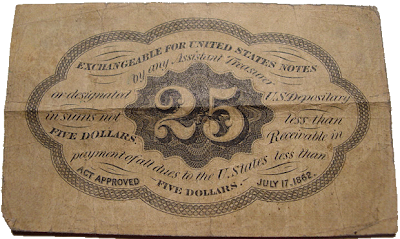 EXCHANGEABLE FOR UNITED STATES NOTES
by any Assistant Treasurer
or designated U.S. Depositary
in sums not less than
FIVE DOLLARS. Receivable in
25
payment of all dues to the U. States less than
FIVE DOLLARS.
ACT APPROVED JULY 17, 1862.